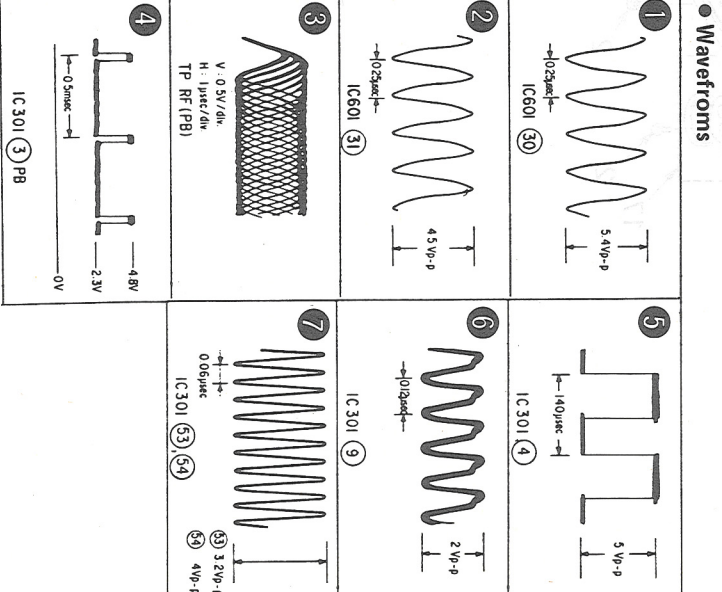 • Wavefroms
1
0.25μsec
IC601 (30)
5.4Vp-p
2
0.25μsec
IC601 (31)
4.5Vp-p
3
V : 0.5V/div.
H : 1μsec/div.
TP RF(PB)
4
0.5msec
IC301 (3) PB
4.8V
2.3V
0V
5
140μsec
IC301 (4)
5Vp-p
6
0.12μsec
IC301 (9)
2Vp-p
7
0.06μsec
IC301 (53),(54)
(53) 3.2Vp-p
(54) 4Vp-p